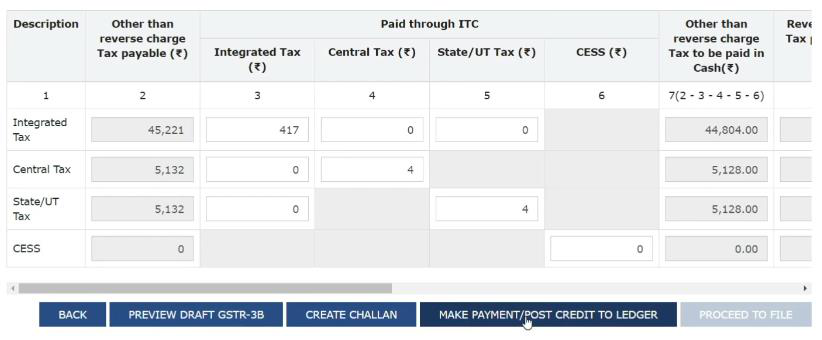 Description
Other than
reverse charge
Tax payable (₹)
Paid through ITC
Integrated Tax
(₹)
Central Tax (₹)
State/UT Tax (₹)
CESS (₹)
Other than
reverse charge
Tax to be paid in
Cash(₹)
1 2 3 4 5 6 7(2 - 3 - 4 - 5 - 6)
Integrated
Tax
45,221 417 0 0 44,804.00
Central Tax 5,132 0 4 5,128.00
State/UT
Tax
5,132 0 4 5,128.00
CESS 0 0 0.00
BACK PREVIEW DRAFT GSTR-3B CREATE CHALLAN MAKE PAYMENT/POST CREDIT TO LEDGER PROCEED TO FILE